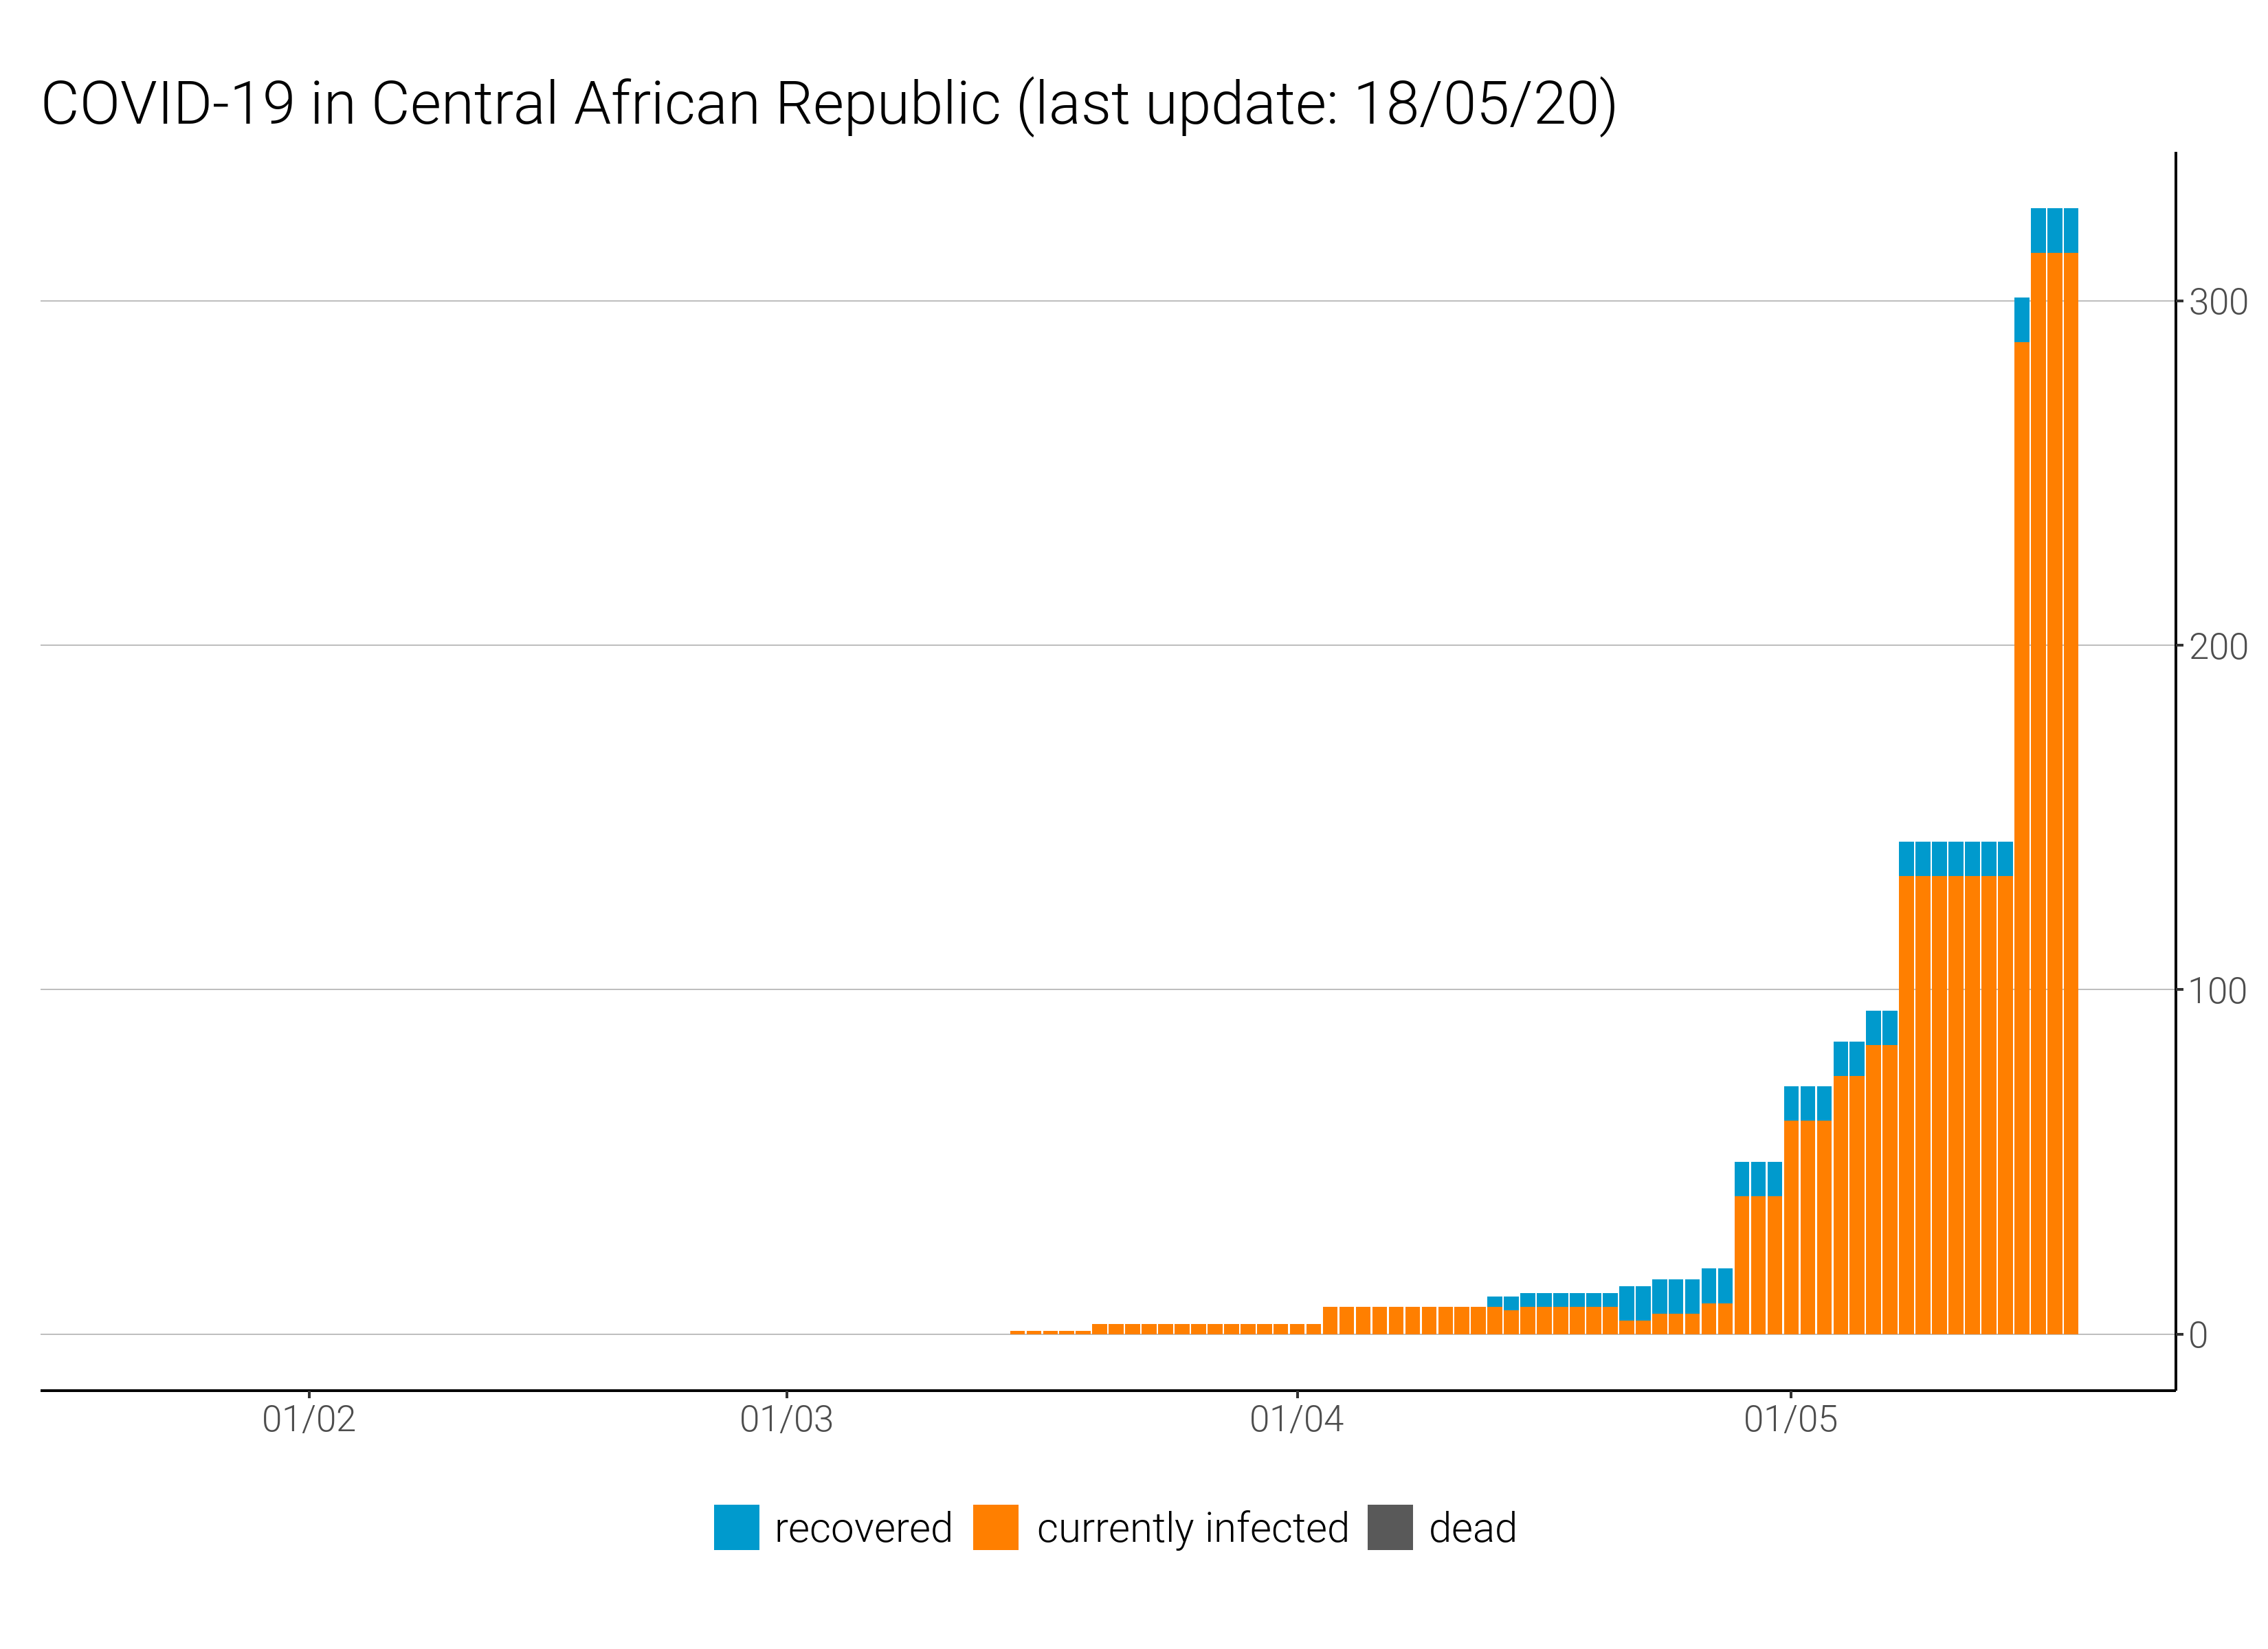 COVID-19 in Central African Republic (last update: 18/05/20)
300
200
100
0
01/02 01/03 01/04 01/05
recovered currently infected dead